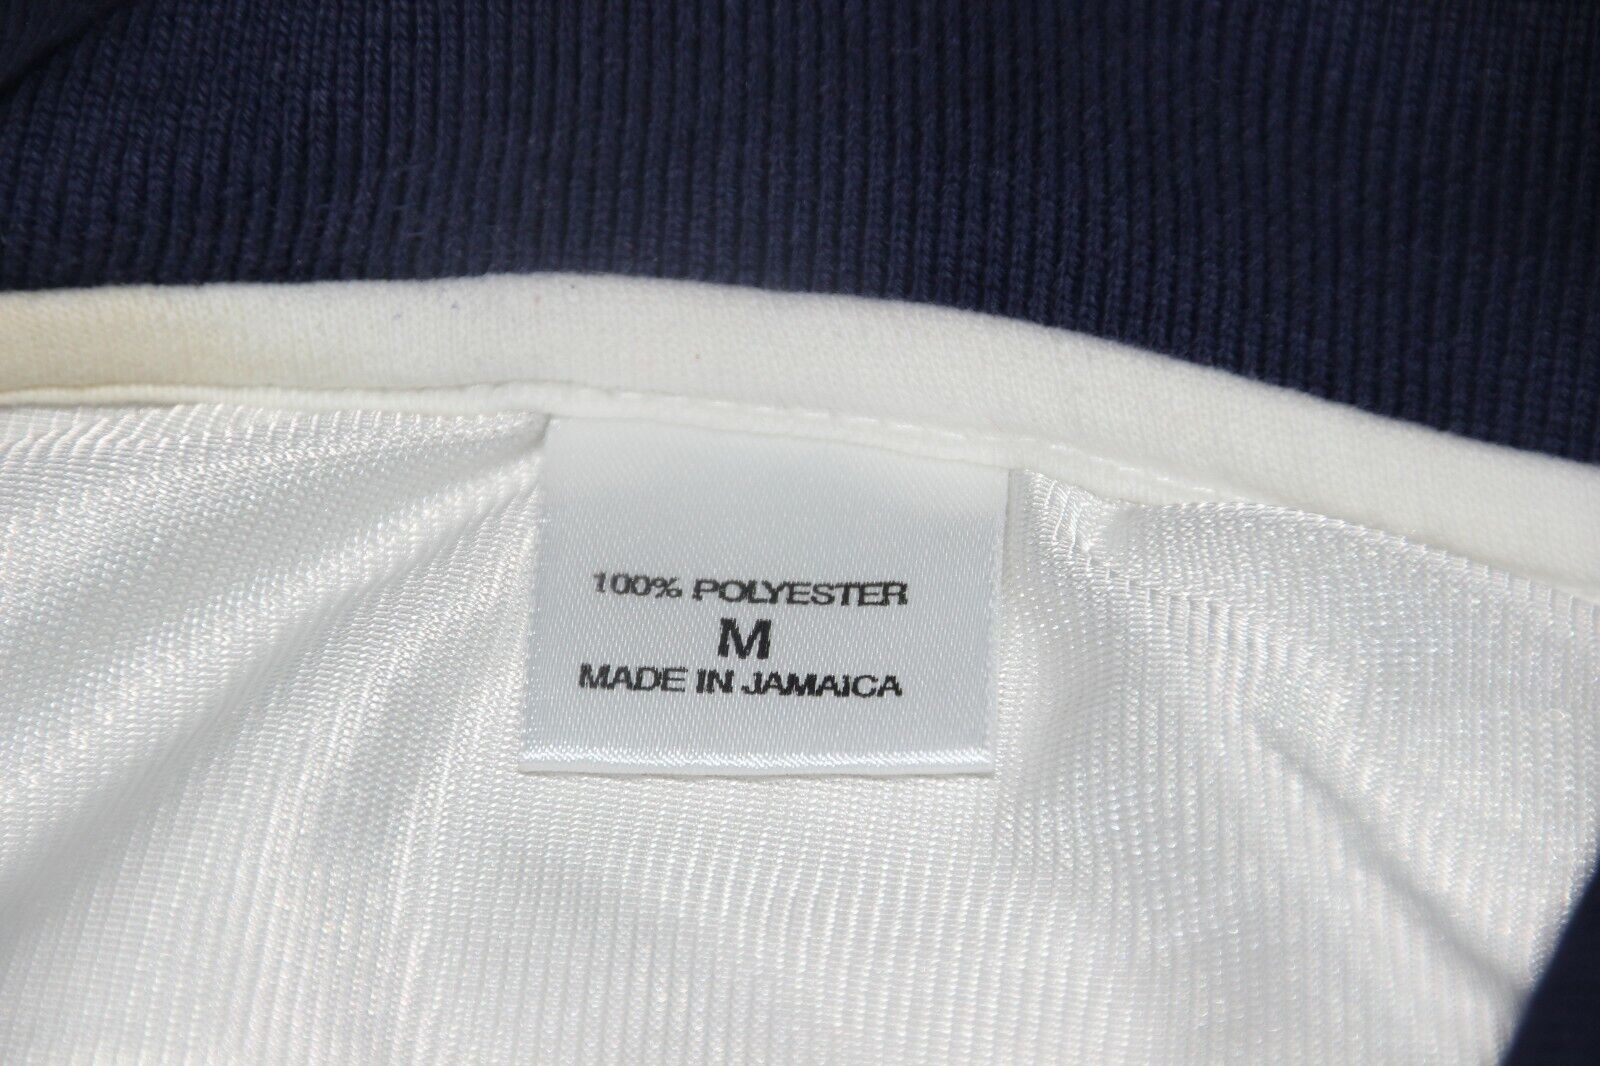 100% POLYESTER
M
MADE IN JAMAICA